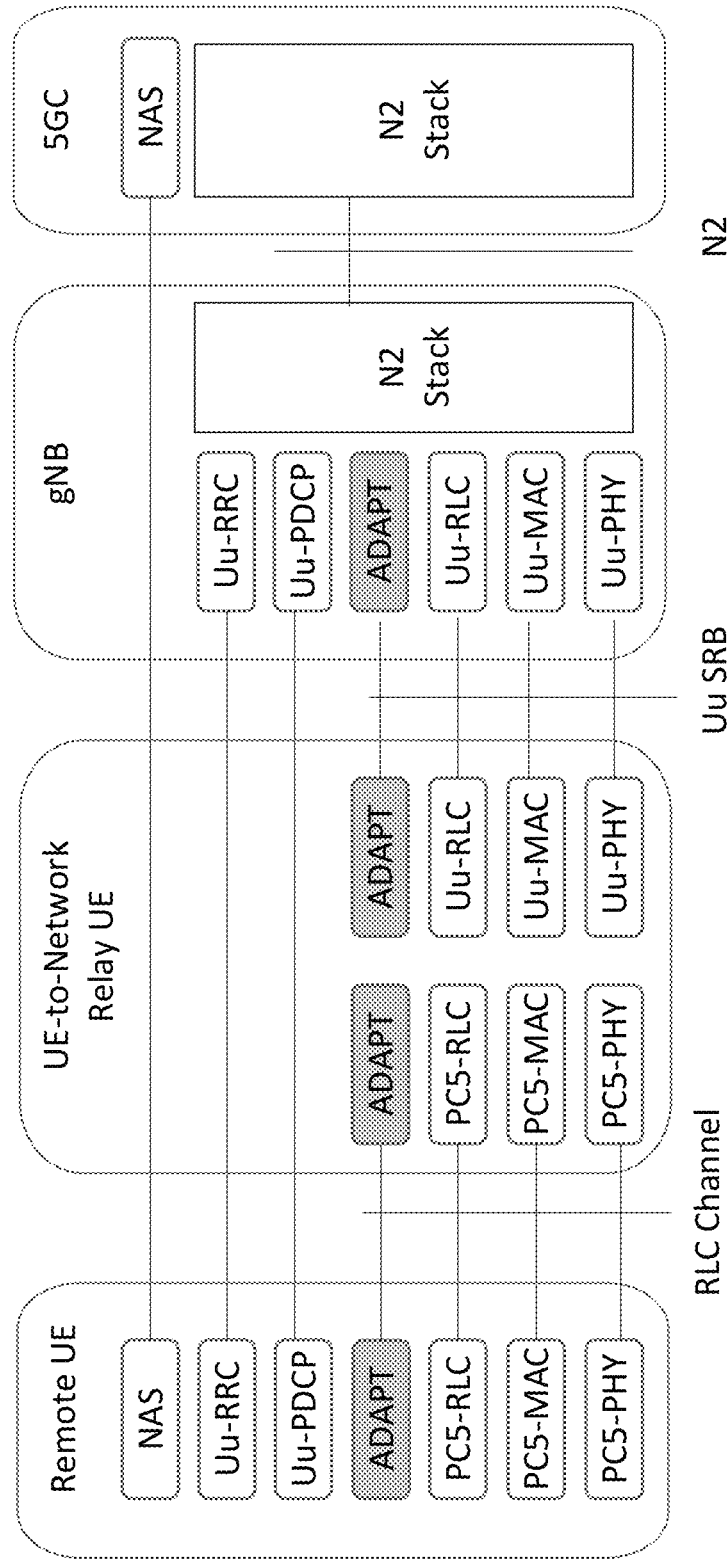 Remote UE
NAS
Uu-RRC
Uu-PDCP
ADAPT
PC5-RLC
PC5-MAC
PC5-PHY
RLC Channel
UE-to-Network
Relay UE
ADAPT
PC5-RLC
PC5-MAC
PC5-PHY
ADAPT
Uu-RLC
Uu-MAC
Uu-PHY
Uu SRB
gNB
Uu-RRC
Uu-PDCP
ADAPT
Uu-RLC
Uu-MAC
Uu-PHY
N2
Stack
N2
5GC
NAS
N2
Stack